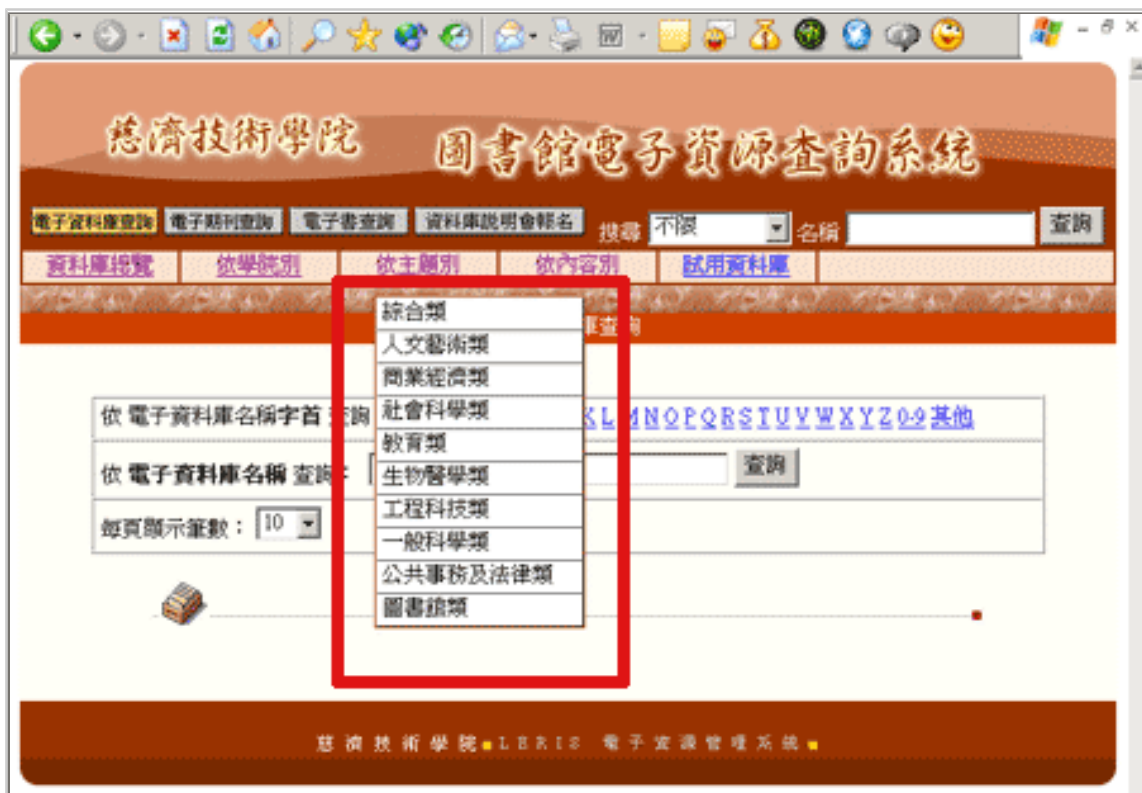 慈濟技術學院 圖書館電子資源查詢系統
電子資料庫查詢 電子期刊查詢 電子書查詢 資料庫說明會報名 搜尋 不限 名稱 查詢
資料庫總覽 依學院別 依主題別 依內容別 試用資料庫
庫查詢
綜合類
人文藝術類
商業經濟類
社會科學類
教育類
生物醫學類
工程科技類
一般科學類
公共事務及法律類
圖書館類
依 電子資料庫名稱字首 查詢 K L M N O P Q R S T U V W X Y Z 0-9 其他
依 電子資料庫名稱 查詢： 查詢
每頁顯示筆數： 10
慈濟技術學院 LERIS 電子資源管理系統